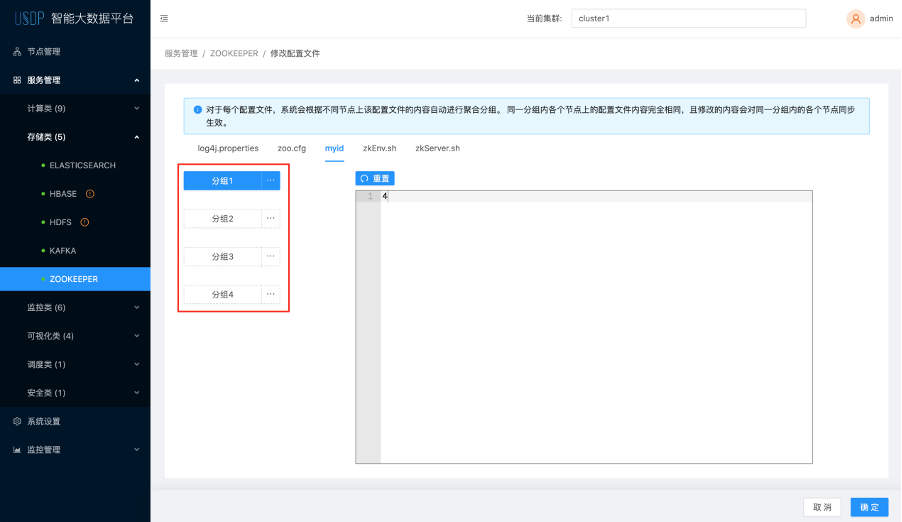 USDP 智能大数据平台
当前集群: cluster1
admin
节点管理
服务管理
计算类 (9)
存储类 (5)
ELASTICSEARCH
HBASE
HDFS
KAFKA
ZOOKEEPER
监控类 (6)
可视化类 (4)
调度类 (1)
安全类 (1)
系统设置
监控管理
服务管理 / ZOOKEEPER / 修改配置文件
对于每个配置文件，系统会根据不同节点上该配置文件的内容自动进行聚合分组。 同一分组内各个节点上的配置文件内容完全相同，且修改的内容会对同一分组内的各个节点同步
生效。
log4j.properties zoo.cfg myid zkEnv.sh zkServer.sh
分组1 ···
分组2 ···
分组3 ···
分组4 ···
重置
1 4
取 消 确 定